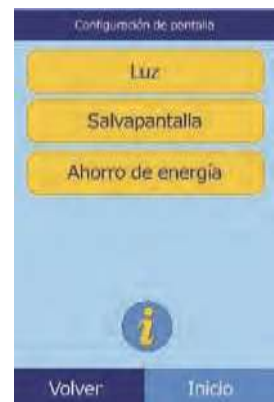 Configuración de pantalla
Luz
Salvapantalla
Ahorro de energía
i
Volver
Inicio